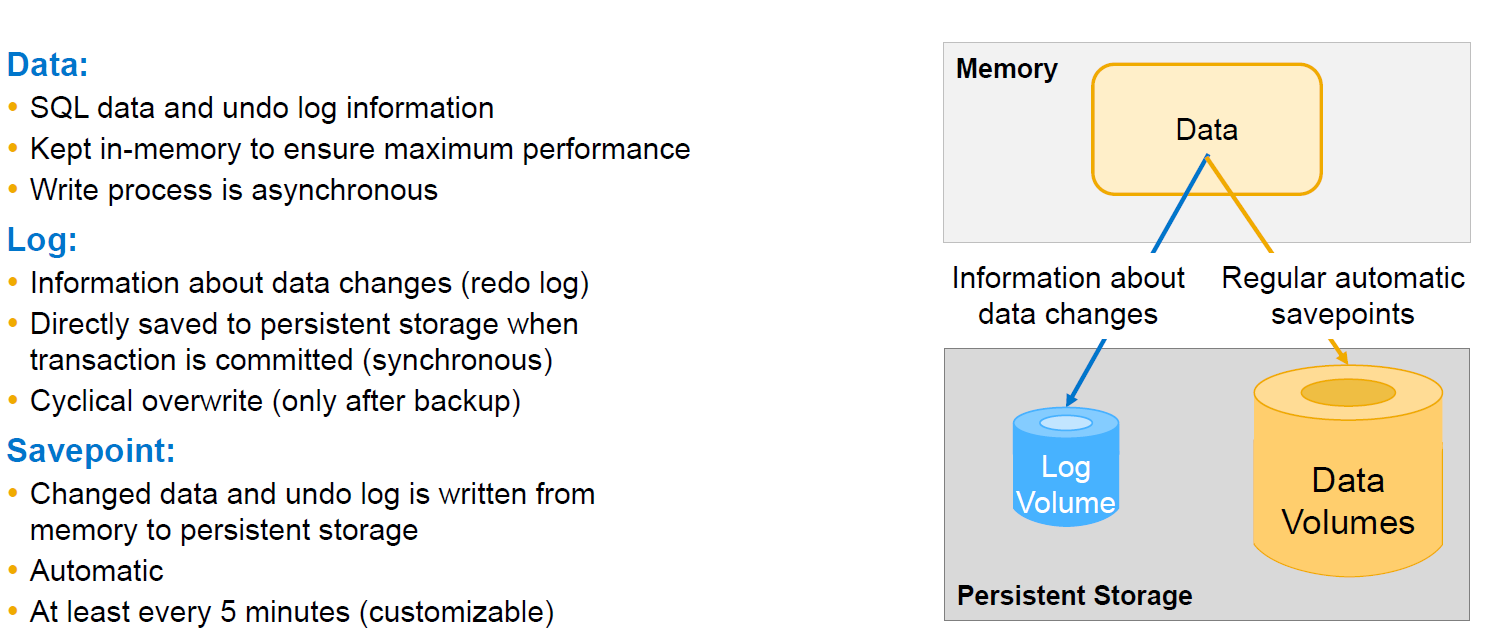 Data:
• SQL data and undo log information
• Kept in-memory to ensure maximum performance
• Write process is asynchronous
Log:
• Information about data changes (redo log)
• Directly saved to persistent storage when
transaction is committed (synchronous)
• Cyclical overwrite (only after backup)
Savepoint:
• Changed data and undo log is written from
memory to persistent storage
• Automatic
• At least every 5 minutes (customizable)
Memory
Data
Information about
data changes
Regular automatic
savepoints
Log
Volume
Data
Volumes
Persistent Storage